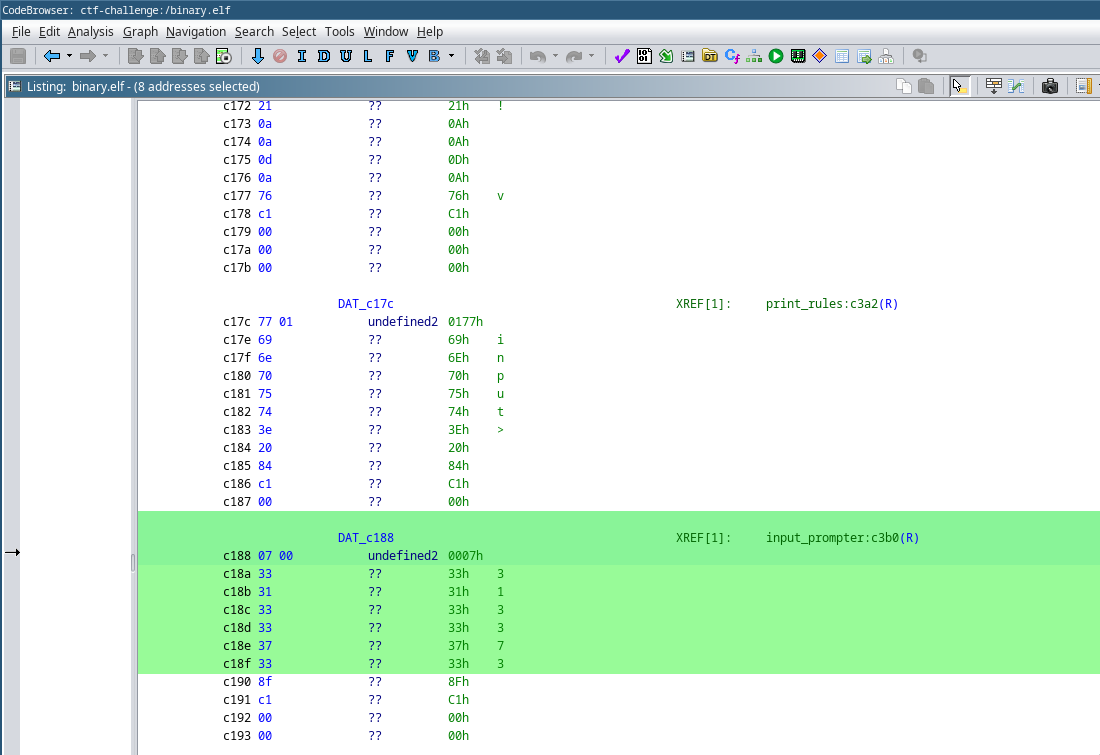 CodeBrowser: ctf-challenge:/binary.elf
File Edit Analysis Graph Navigation Search Select Tools Window Help
I D U L F V B
Listing: binary.elf - (8 addresses selected)
c172 21 ?? 21h !
c173 0a ?? 0Ah
c174 0a ?? 0Ah
c175 0d ?? 0Dh
c176 0a ?? 0Ah
c177 76 ?? 76h v
c178 c1 ?? C1h
c179 00 ?? 00h
c17a 00 ?? 00h
c17b 00 ?? 00h
DAT_c17c XREF[1]: print_rules:c3a2(R)
c17c 77 01 undefined2 0177h
c17e 69 ?? 69h i
c17f 6e ?? 6Eh n
c180 70 ?? 70h p
c181 75 ?? 75h u
c182 74 ?? 74h t
c183 3e ?? 3Eh >
c184 20 ?? 20h
c185 84 ?? 84h
c186 c1 ?? C1h
c187 00 ?? 00h
DAT_c188 XREF[1]: input_prompter:c3b0(R)
c188 07 00 undefined2 0007h
c18a 33 ?? 33h 3
c18b 31 ?? 31h 1
c18c 33 ?? 33h 3
c18d 33 ?? 33h 3
c18e 37 ?? 37h 7
c18f 33 ?? 33h 3
c190 8f ?? 8Fh
c191 c1 ?? C1h
c192 00 ?? 00h
c193 00 ?? 00h